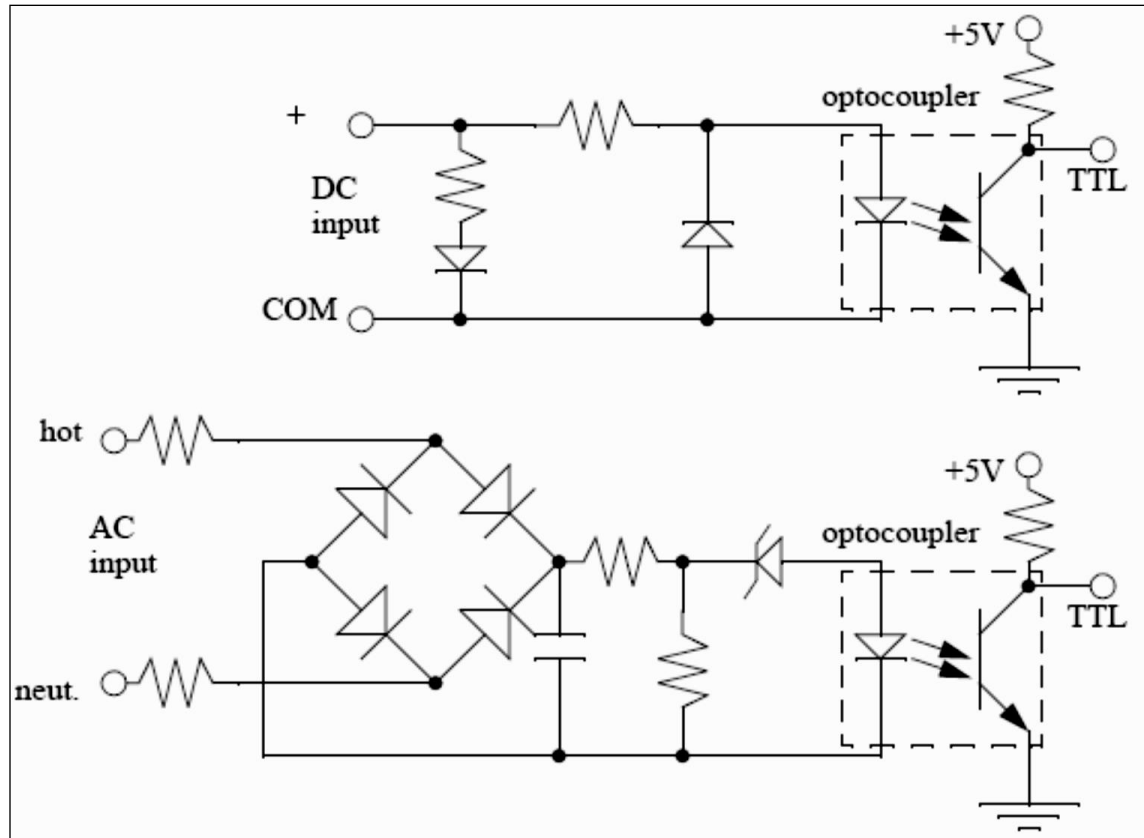 +5V
optocoupler
+
TTL
DC
input
COM
hot
+5V
AC
input
optocoupler
TTL
neut.